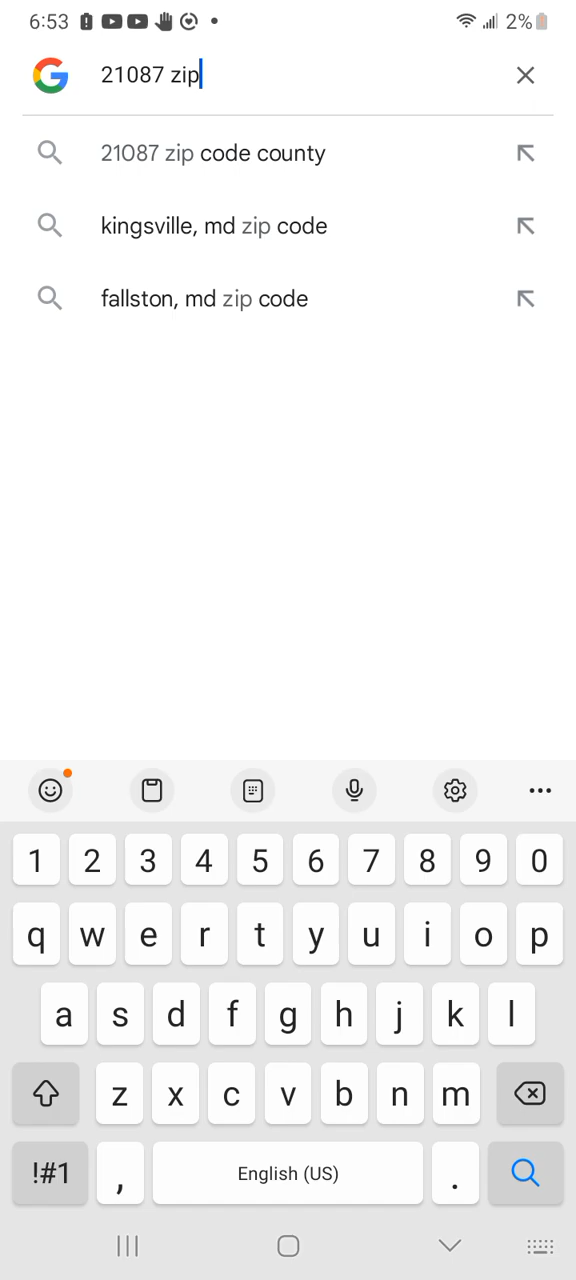 6:53 2%
21087 zip
21087 zip code county
kingsville, md zip code
fallston, md zip code
1 2 3 4 5 6 7 8 9 0
q w e r t y u i o p
a s d f g h j k l
z x c v b n m
!#1 , English (US) .